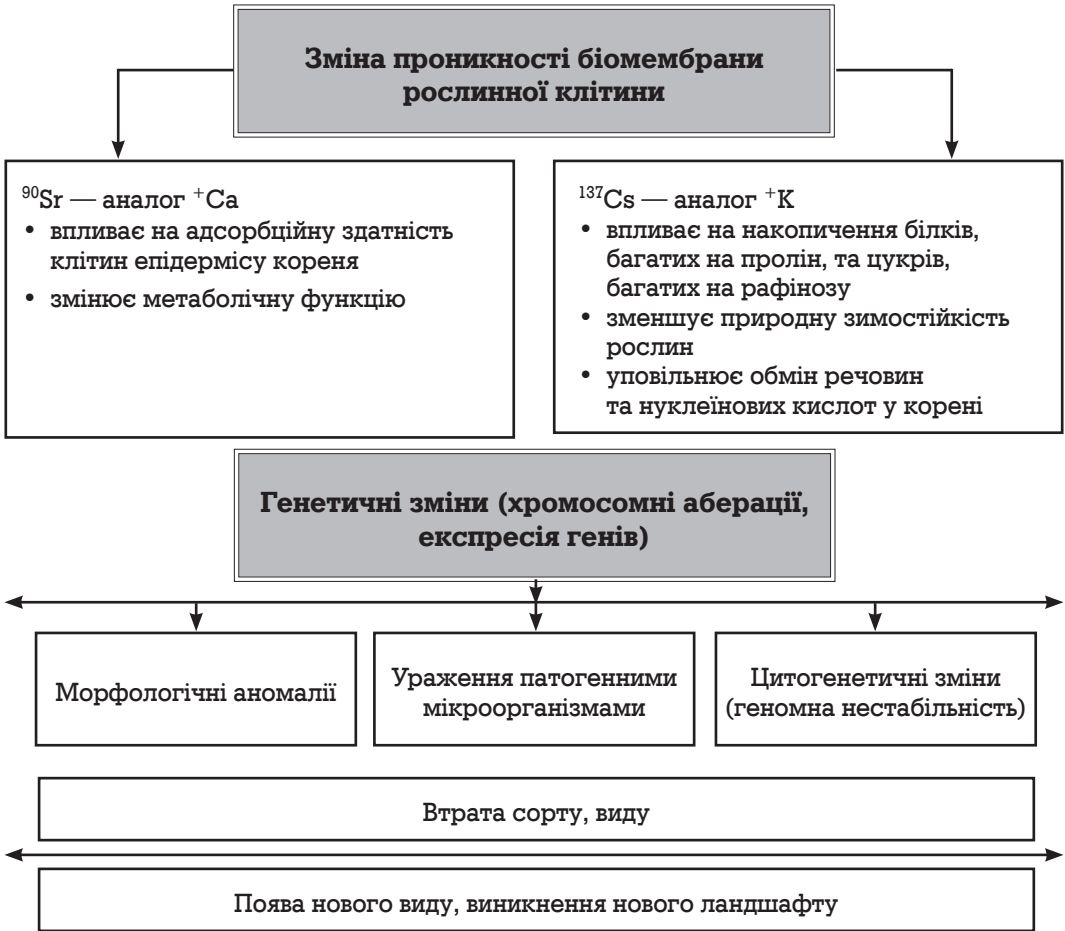 Зміна проникності біомембрани
рослинної клітини
⁹⁰Sr — аналог ⁺Ca
• впливає на адсорбційну здатність
клітин епідермісу кореня
• змінює метаболічну функцію
¹³⁷Cs — аналог ⁺K
• впливає на накопичення білків,
багатих на пролін, та цукрів,
багатих на рафінозу
• зменшує природну зимостійкість
рослин
• уповільнює обмін речовин
та нуклеїнових кислот у корені
Генетичні зміни (хромосомні аберації,
експресія генів)
Морфологічні аномалії
Ураження патогенними
мікроорганізмами
Цитогенетичні зміни
(геномна нестабільність)
Втрата сорту, виду
Поява нового виду, виникнення нового ландшафту